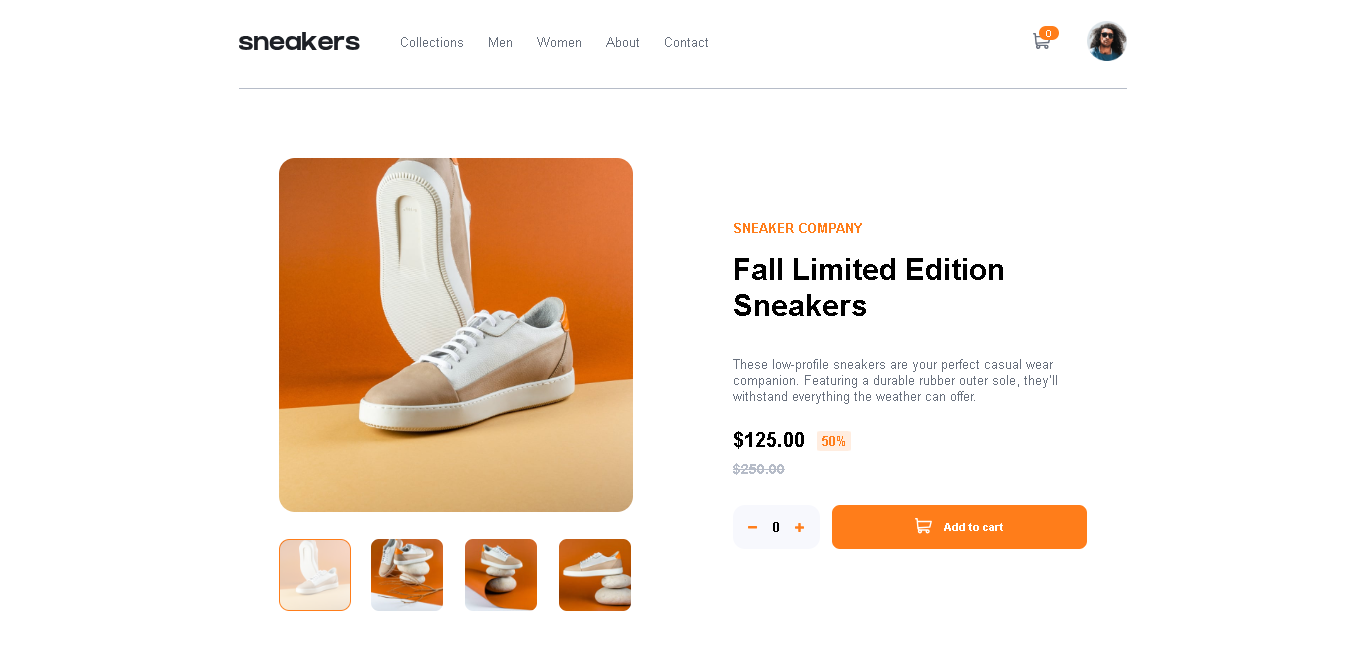 sneakers Collections Men Women About Contact 0
SNEAKER COMPANY
Fall Limited Edition
Sneakers
These low-profile sneakers are your perfect casual wear
companion. Featuring a durable rubber outer sole, they'll
withstand everything the weather can offer.
$125.00 50%
$250.00
− 0 + Add to cart